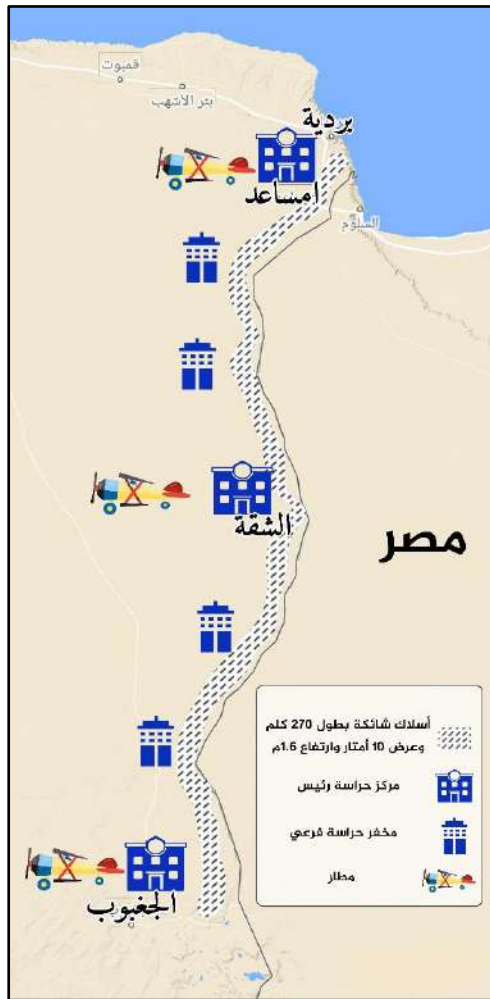 قمبوت
بئر الأشهب
بردية
امساعد
السلوم
الشقة
مصر
أسلاك شائكة بطول 270 كلم
وعرض 10 أمتار وارتفاع 1.6م
مركز حراسة رئيس
مخفر حراسة فرعي
مطار
الجغبوب